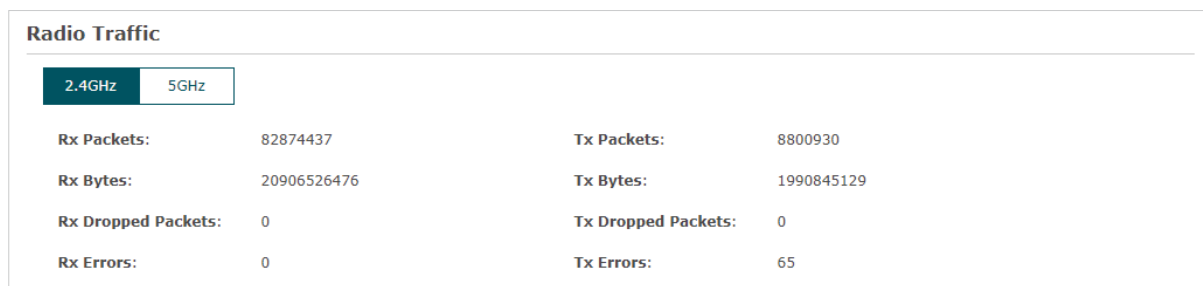 Radio Traffic
2.4GHz 5GHz
Rx Packets: 82874437 Tx Packets: 8800930
Rx Bytes: 20906526476 Tx Bytes: 1990845129
Rx Dropped Packets: 0 Tx Dropped Packets: 0
Rx Errors: 0 Tx Errors: 65